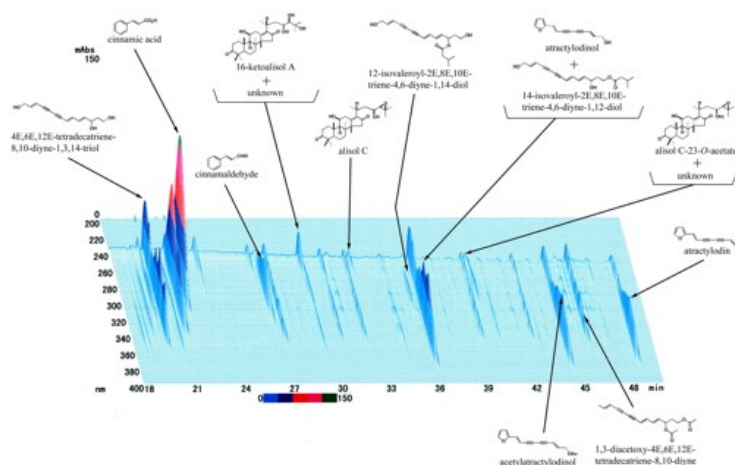 cinnamic acid
mAbs
150
4E,6E,12E-tetradecatriene-
8,10-diyne-1,3,14-triol
16-ketoalisol A
+
unknown
cinnamaldehyde
alisol C
12-isovaleroyl-2E,8E,10E-
triene-4,6-diyne-1,14-diol
atractylodinol
+
14-isovaleroyl-2E,8E,10E-
triene-4,6-diyne-1,12-diol
alisol C-23-O-acetate
+
unknown
atractylodin
0
200
220
240
260
280
300
320
340
360
380
nm
400
18
21
24
27
30
33
36
39
42
45
48
min
0
150
acetylatractylodinol
1,3-diacetoxy-4E,6E,12E-
tetradecatriene-8,10-diyne